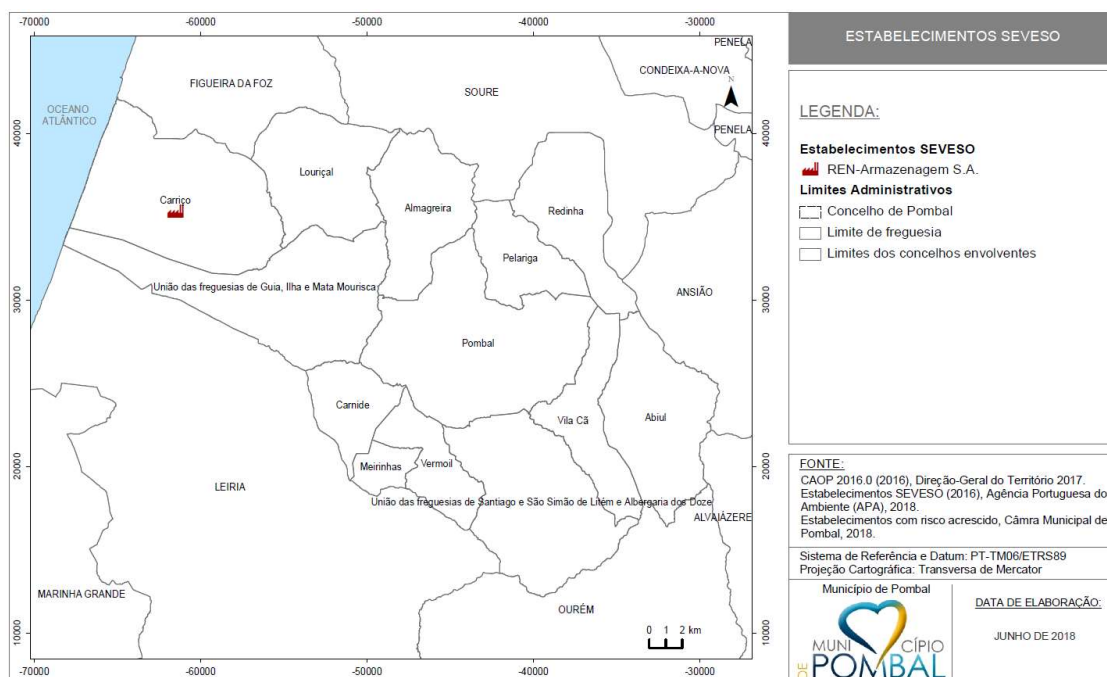 -70000
-60000
-50000
-40000
-30000
PENELA
CONDEIXA-A-NOVA
FIGUEIRA DA FOZ
SOURE
N
OCEANO
ATLÂNTICO
40000
PENELA
40000
Louriçal
Carriço
Almagreira
Redinha
Pelariga
União das freguesias de Guia, Ilha e Mata Mourisca
ANSIÃO
30000
30000
Pombal
Carnide
Vila Cã
Abiul
Meirinhas
Vermoil
20000
20000
LEIRIA
União das freguesias de Santiago e São Simão de Litém e Albergaria dos Doze
ALVAIÁZERE
MARINHA GRANDE
OURÉM
10000
10000
0 1 2 km
-70000
-60000
-50000
-40000
-30000
ESTABELECIMENTOS SEVESO
LEGENDA:
Estabelecimentos SEVESO
REN-Armazenagem S.A.
Limites Administrativos
Concelho de Pombal
Limite de freguesia
Limites dos concelhos envolventes
FONTE:
CAOP 2016.0 (2016), Direção-Geral do Território 2017.
Estabelecimentos SEVESO (2016), Agência Portuguesa do
Ambiente (APA), 2018.
Estabelecimentos com risco acrescido, Câmra Municipal de
Pombal, 2018.
Sistema de Referência e Datum: PT-TM06/ETRS89
Projeção Cartográfica: Transversa de Mercator
Município de Pombal
MUNICÍPIO
DE
POMBAL
DATA DE ELABORAÇÃO:
JUNHO DE 2018